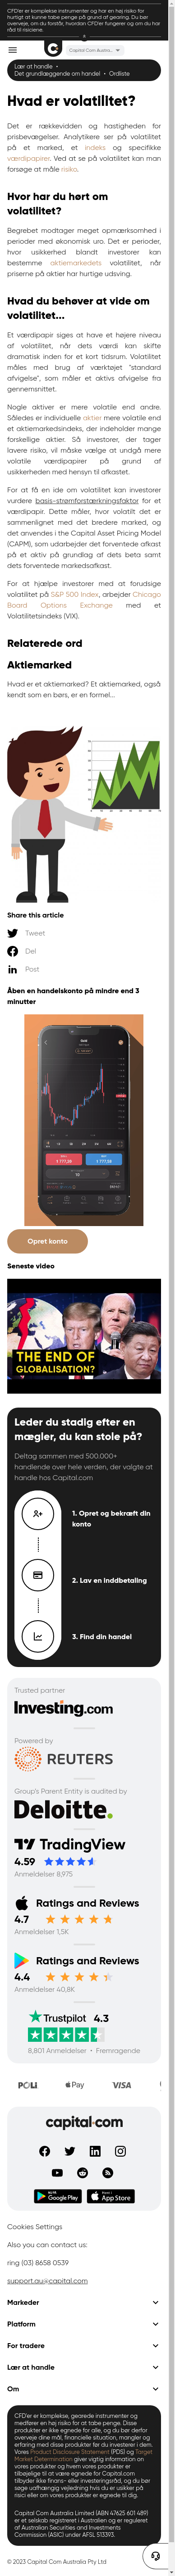 CFD'er er komplekse instrumenter og har en høj risiko for
hurtigt at kunne tabe penge på grund af gearing. Du bør
overveje, om du forstår, hvordan CFD'er fungerer og om du har
råd til risiciene.
Capital Com Austra...
Lær at handle •
Det grundlæggende om handel • Ordliste
Hvad er volatilitet?
Det er rækkevidden og hastigheden for
prisbevægelser. Analytikere ser på volatilitet
på et marked, et indeks og specifikke
værdipapirer. Ved at se på volatilitet kan man
forsøge at måle risiko.
Hvor har du hørt om
volatilitet?
Begrebet modtager meget opmærksomhed i
perioder med økonomisk uro. Det er perioder,
hvor usikkerhed blandt investorer kan
bestemme aktiemarkedets volatilitet, når
priserne på aktier har hurtige udsving.
Hvad du behøver at vide om
volatilitet...
Et værdipapir siges at have et højere niveau
af volatilitet, når dets værdi kan skifte
dramatisk inden for et kort tidsrum. Volatilitet
måles med brug af værktøjet "standard
afvigelse", som måler et aktivs afvigelse fra
gennemsnittet.
Nogle aktiver er mere volatile end andre.
Således er individuelle aktier mere volatile end
et aktiemarkedsindeks, der indeholder mange
forskellige aktier. Så investorer, der tager
lavere risiko, vil måske vælge at undgå mere
volatile værdipapirer på grund af
usikkerheden med hensyn til afkastet.
For at få en ide om volatilitet kan investorer
vurdere basis-strømforstærkningsfaktor for et
værdipapir. Dette måler, hvor volatilt det er
sammenlignet med det bredere marked, og
det anvendes i the Capital Asset Pricing Model
(CAPM), som udarbejder det forventede afkast
på et aktiv på grundlag af dets beta samt
dets forventede markedsafkast.
For at hjælpe investorer med at forudsige
volatilitet på S&P 500 Index, arbejder Chicago
Board Options Exchange med et
Volatilitetsindeks (VIX).
Relaterede ord
Aktiemarked
Hvad er et aktiemarked? Et aktiemarked, også
kendt som en børs, er en formel...
Share this article
Tweet
Del
Post
Åben en handelskonto på mindre end 3
minutter
Opret konto
Seneste video
THE END OF
GLOBALISATION?
Leder du stadig efter en
mægler, du kan stole på?
Deltag sammen med 500.000+
handlende over hele verden, der valgte at
handle hos Capital.com
1. Opret og bekræft din
konto
2. Lav en inddbetaling
3. Find din handel
Trusted partner
Investing.com
Powered by
REUTERS
Group's Parent Entity is audited by
Deloitte.
TradingView
4.59
Anmeldelser 8,975
Ratings and Reviews
4.7
Anmeldelser 1,5K
Ratings and Reviews
4.4
Anmeldelser 40,8K
Trustpilot 4.3
8,801 Anmeldelser • Fremragende
POLi
Pay
VISA
capital.com
Google Play
App Store
Cookies Settings
Also you can contact us:
ring (03) 8658 0539
support.au@capital.com
Markeder
Platform
For tradere
Lær at handle
Om
CFD'er er komplekse, gearede instrumenter og
medfører en høj risiko for at tabe penge. Disse
produkter er ikke egnede for alle, og du bør derfor
overveje dine mål, finansielle situation, mangler og
erfaring med disse produkter før du investerer i dem.
Vores Product Disclosure Statement (PDS) og Target
Market Determination giver vigtig information om
vores produkter og hvem vores produkter er
tilbøjelige til at være egnede for Capital.com
tilbyder ikke finans- eller investeringsråd, og du bør
søge uafhængig vejledning hvis du er usikker på din
risici eller om vores produkter er egnede til dig.
Capital Com Australia Limited (ABN 47 625 601 489)
er et selskab registreret i Australien og er reguleret
af Australian Securities and Investments
Commission (ASIC) under AFSL 513393.
© 2023 Capital Com Australia Pty Ltd